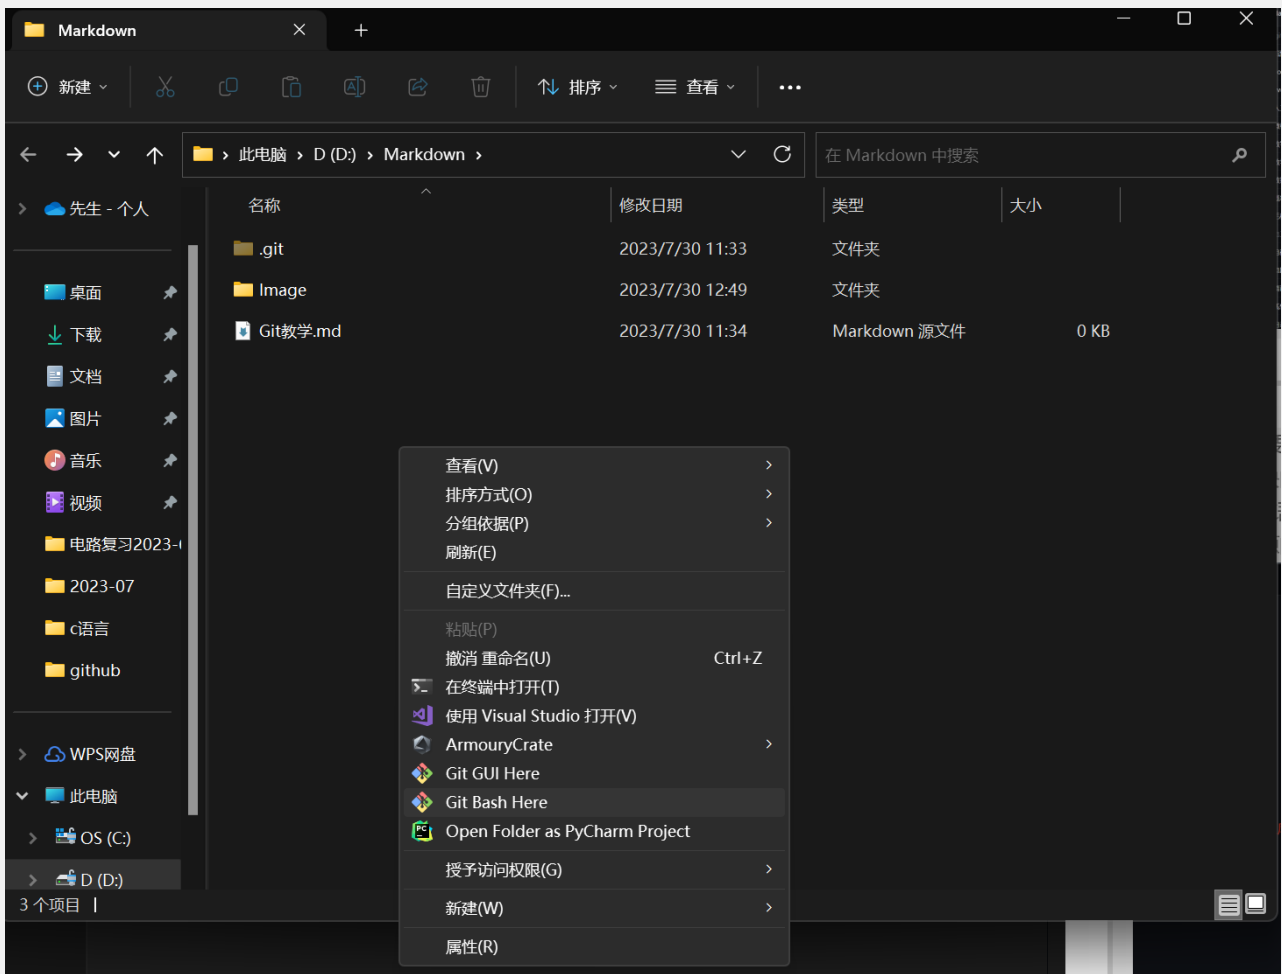 Markdown
新建
排序
查看
此电脑 › D (D:) › Markdown ›
在 Markdown 中搜索
名称 修改日期 类型 大小
.git 2023/7/30 11:33 文件夹
Image 2023/7/30 12:49 文件夹
Git教学.md 2023/7/30 11:34 Markdown 源文件 0 KB
先生 - 个人
桌面
下载
文档
图片
音乐
视频
电路复习2023-
2023-07
c语言
github
WPS网盘
此电脑
OS (C:)
D (D:)
3 个项目
查看(V)
排序方式(O)
分组依据(P)
刷新(E)
自定义文件夹(F)...
粘贴(P)
撤消 重命名(U) Ctrl+Z
在终端中打开(T)
使用 Visual Studio 打开(V)
ArmouryCrate
Git GUI Here
Git Bash Here
Open Folder as PyCharm Project
授予访问权限(G)
新建(W)
属性(R)